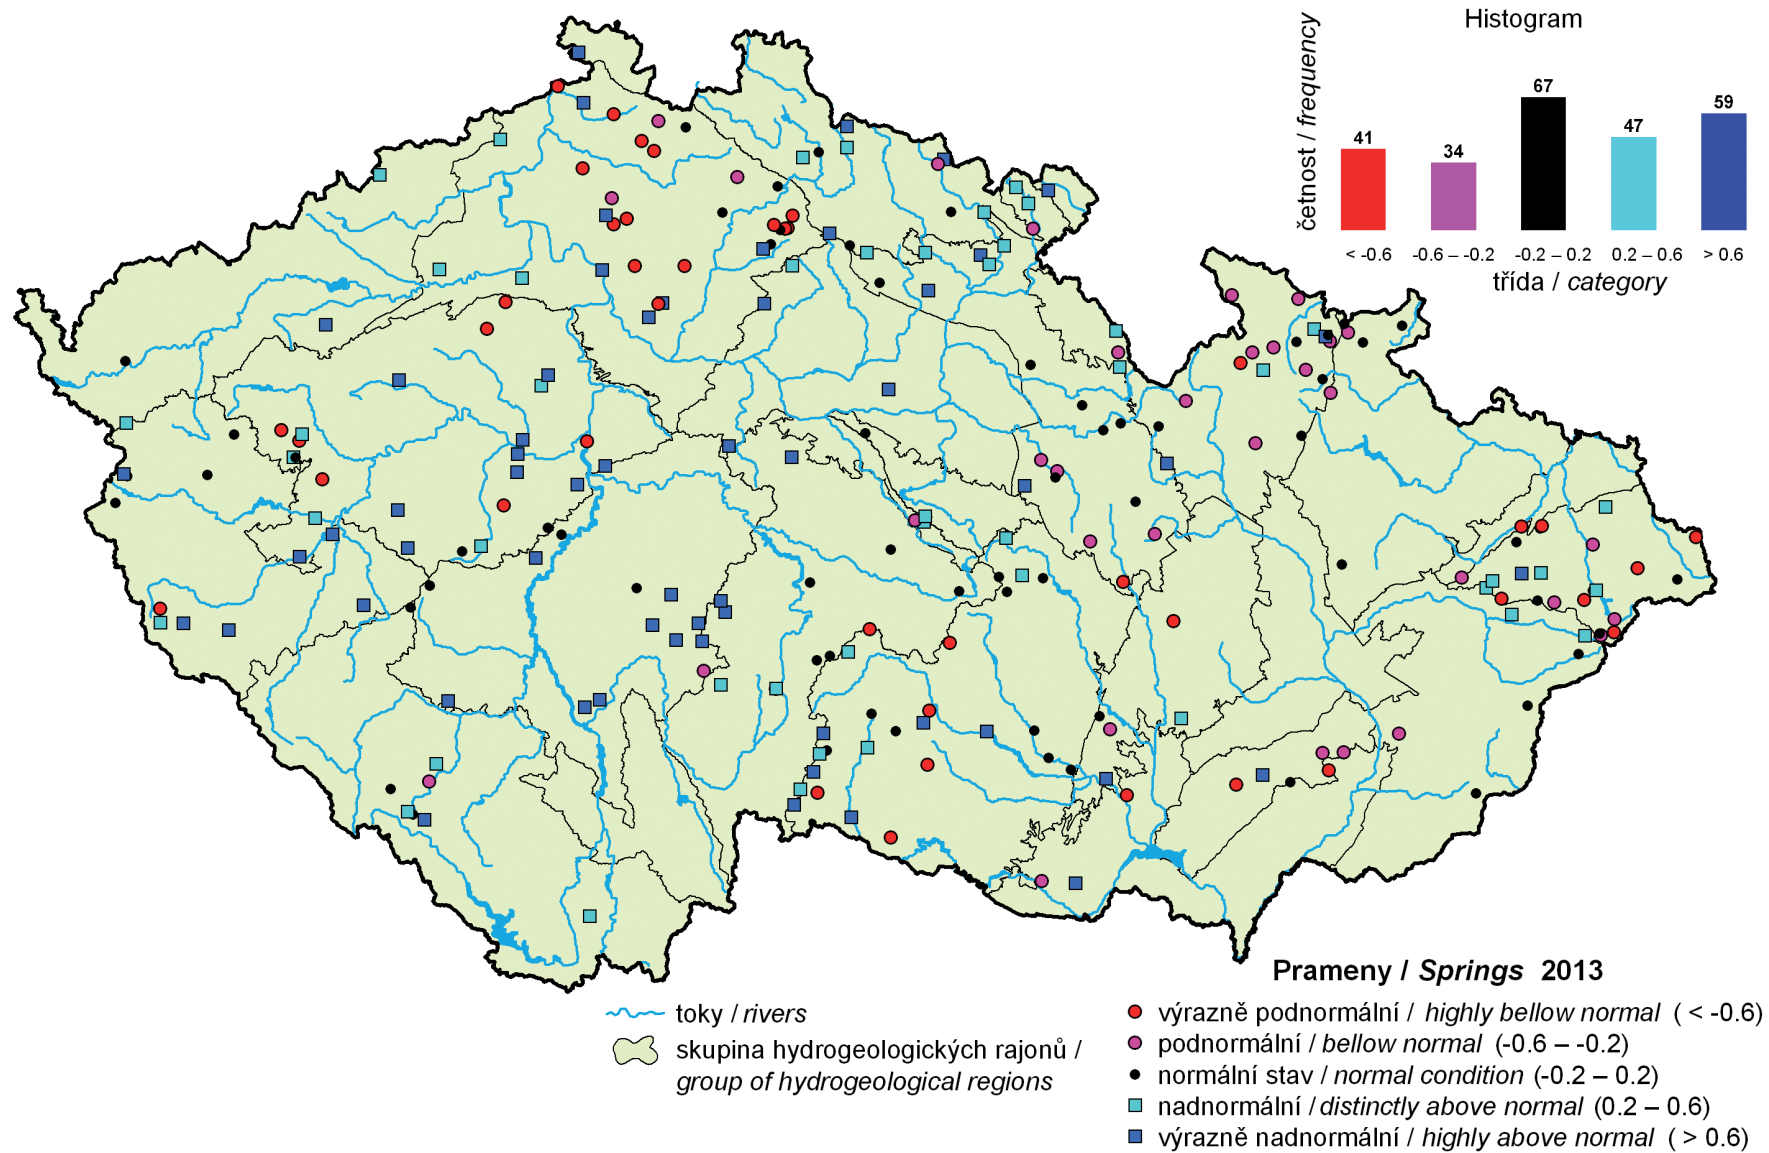 Histogram
četnost / frequency
41
34
67
47
59
< -0.6
-0.6 – -0.2
-0.2 – 0.2
0.2 – 0.6
> 0.6
třída / category
Prameny / Springs 2013
výrazně podnormální / highly bellow normal ( < -0.6)
podnormální / bellow normal (-0.6 – -0.2)
normální stav / normal condition (-0.2 – 0.2)
nadnormální / distinctly above normal (0.2 – 0.6)
výrazně nadnormální / highly above normal ( > 0.6)
toky / rivers
skupina hydrogeologických rajonů /
group of hydrogeological regions